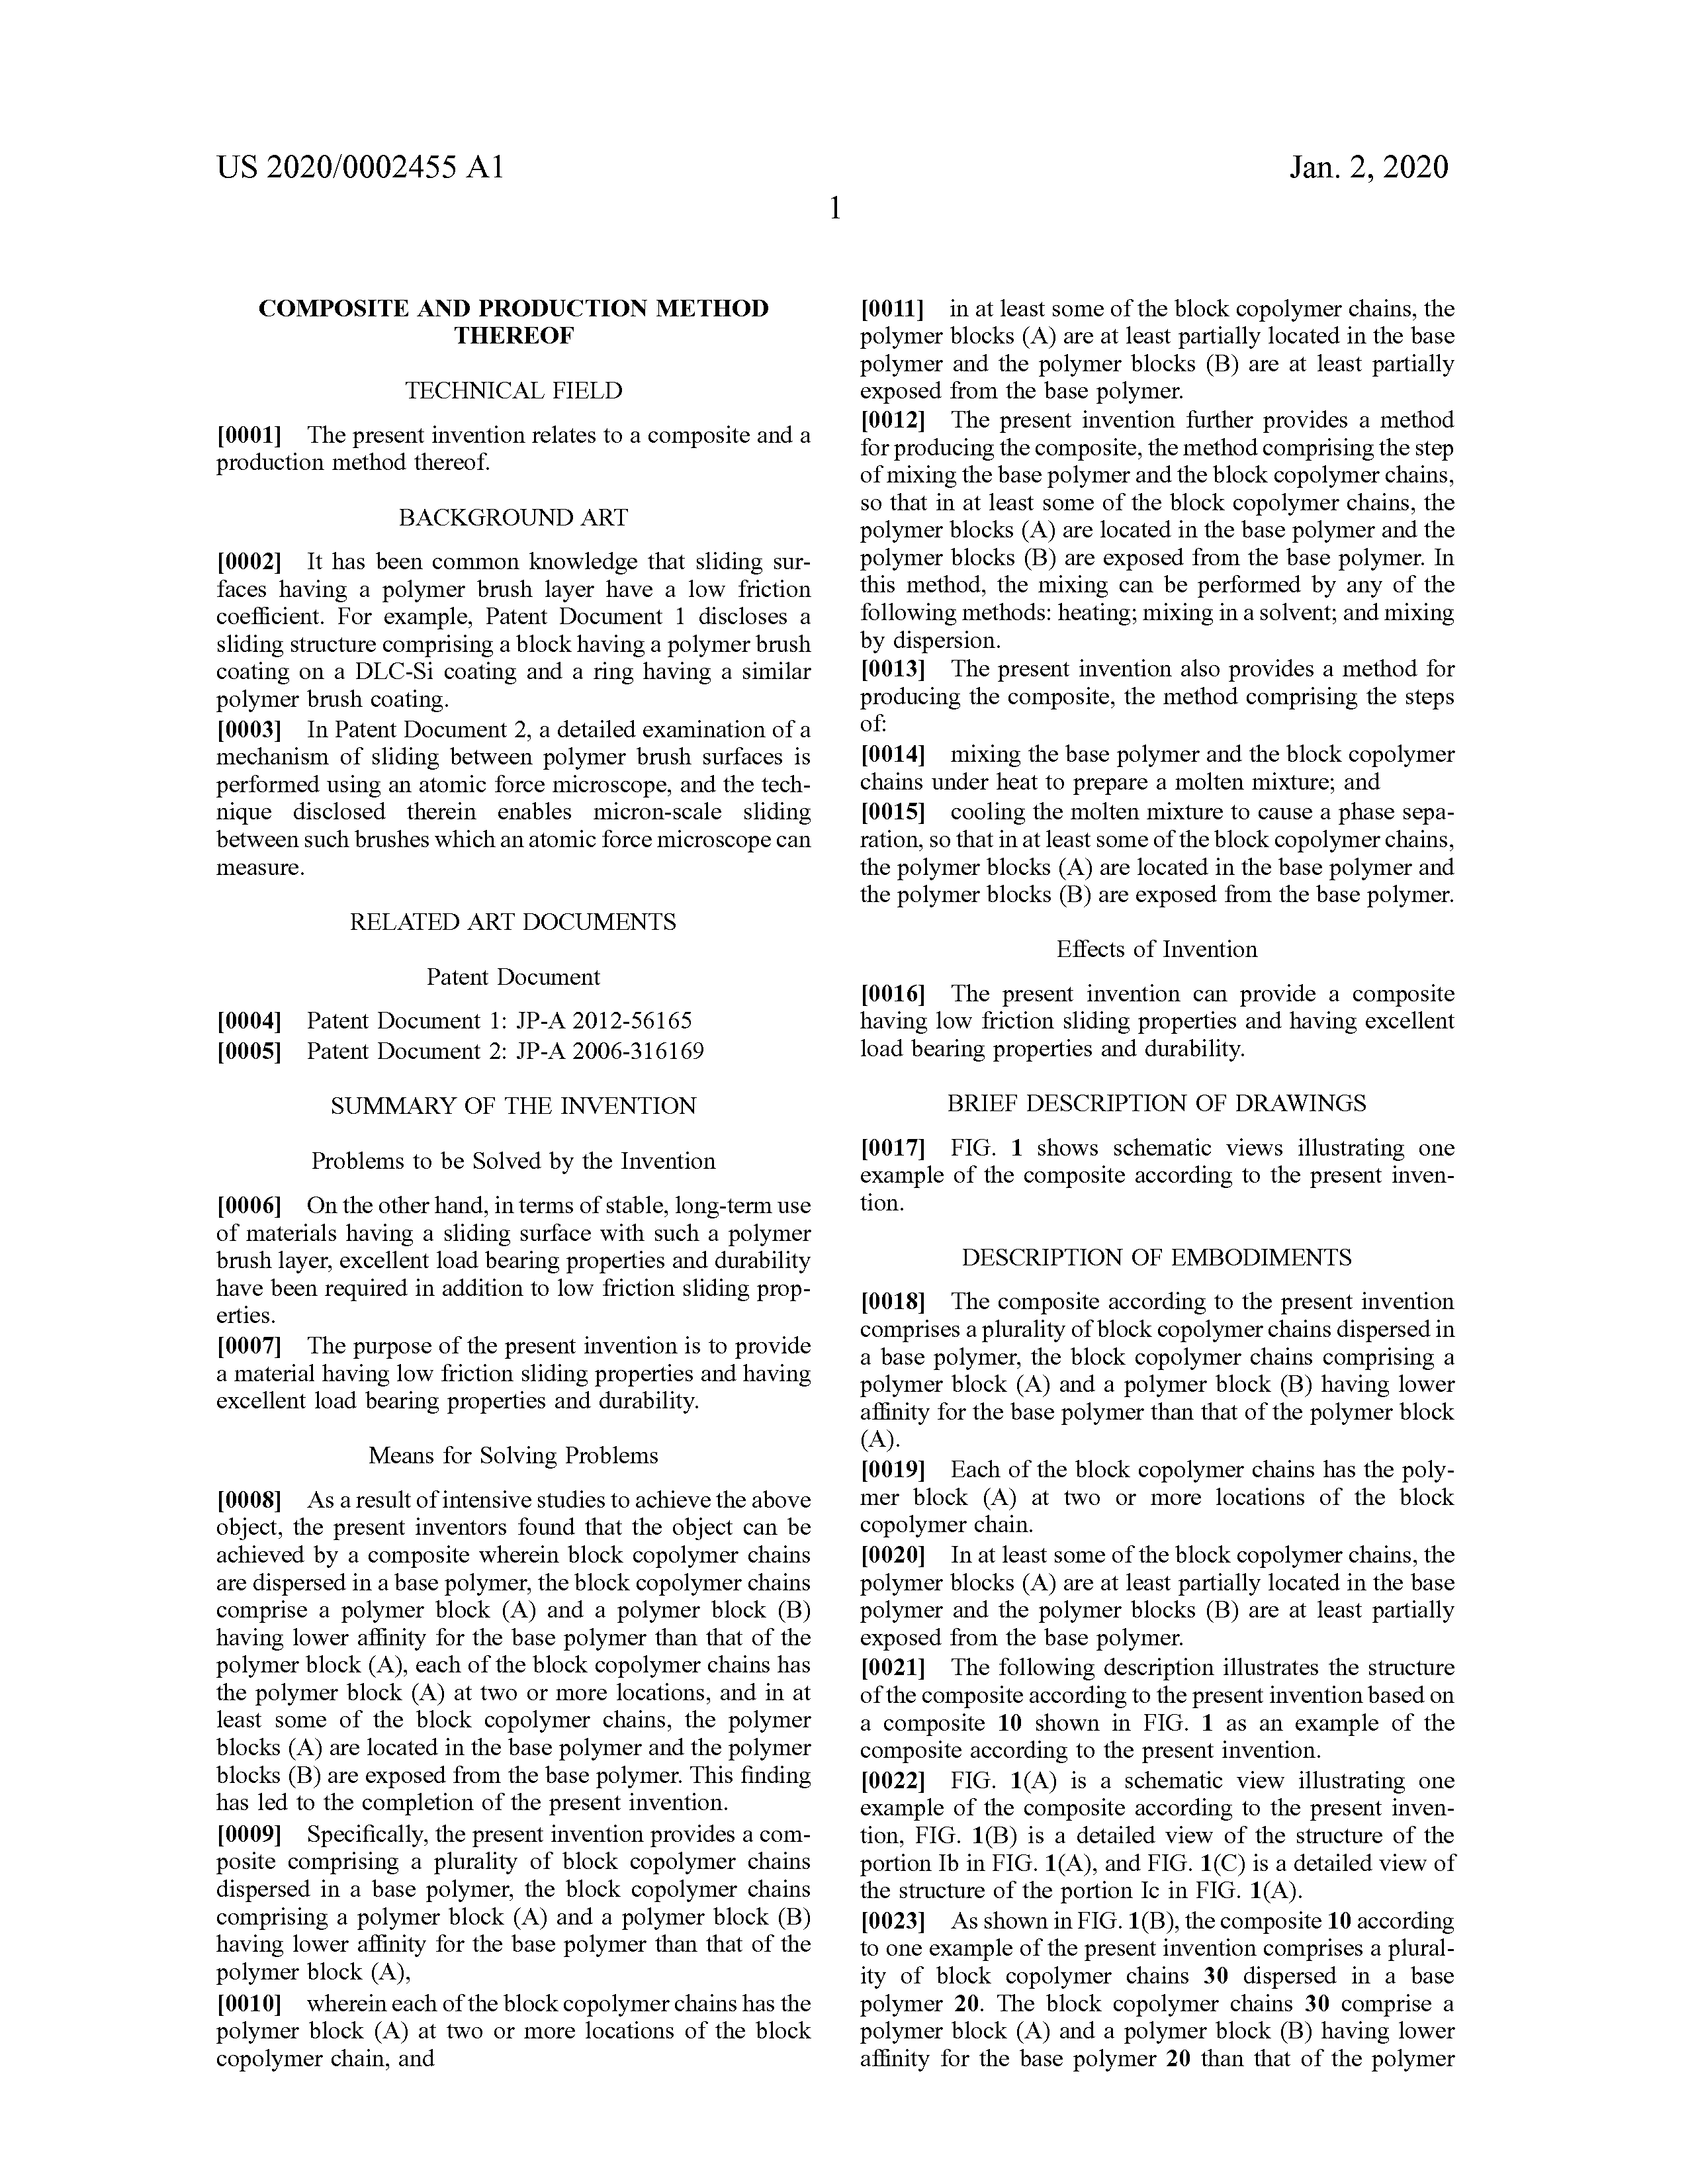 US 2020/0002455 A1
Jan. 2, 2020
1
COMPOSITE AND PRODUCTION METHOD
THEREOF
TECHNICAL FIELD
[0001] The present invention relates to a composite and a
production method thereof.
BACKGROUND ART
[0002] It has been common knowledge that sliding sur-
faces having a polymer brush layer have a low friction
coefficient. For example, Patent Document 1 discloses a
sliding structure comprising a block having a polymer brush
coating on a DLC-Si coating and a ring having a similar
polymer brush coating.
[0003] In Patent Document 2, a detailed examination of a
mechanism of sliding between polymer brush surfaces is
performed using an atomic force microscope, and the tech-
nique disclosed therein enables micron-scale sliding
between such brushes which an atomic force microscope can
measure.
RELATED ART DOCUMENTS
Patent Document
[0004] Patent Document 1: JP-A 2012-56165
[0005] Patent Document 2: JP-A 2006-316169
SUMMARY OF THE INVENTION
Problems to be Solved by the Invention
[0006] On the other hand, in terms of stable, long-term use
of materials having a sliding surface with such a polymer
brush layer, excellent load bearing properties and durability
have been required in addition to low friction sliding prop-
erties.
[0007] The purpose of the present invention is to provide
a material having low friction sliding properties and having
excellent load bearing properties and durability.
Means for Solving Problems
[0008] As a result of intensive studies to achieve the above
object, the present inventors found that the object can be
achieved by a composite wherein block copolymer chains
are dispersed in a base polymer, the block copolymer chains
comprise a polymer block (A) and a polymer block (B)
having lower affinity for the base polymer than that of the
polymer block (A), each of the block copolymer chains has
the polymer block (A) at two or more locations, and in at
least some of the block copolymer chains, the polymer
blocks (A) are located in the base polymer and the polymer
blocks (B) are exposed from the base polymer. This finding
has led to the completion of the present invention.
[0009] Specifically, the present invention provides a com-
posite comprising a plurality of block copolymer chains
dispersed in a base polymer, the block copolymer chains
comprising a polymer block (A) and a polymer block (B)
having lower affinity for the base polymer than that of the
polymer block (A),
[0010] wherein each of the block copolymer chains has the
polymer block (A) at two or more locations of the block
copolymer chain, and
[0011] in at least some of the block copolymer chains, the
polymer blocks (A) are at least partially located in the base
polymer and the polymer blocks (B) are at least partially
exposed from the base polymer.
[0012] The present invention further provides a method
for producing the composite, the method comprising the step
of mixing the base polymer and the block copolymer chains,
so that in at least some of the block copolymer chains, the
polymer blocks (A) are located in the base polymer and the
polymer blocks (B) are exposed from the base polymer. In
this method, the mixing can be performed by any of the
following methods: heating; mixing in a solvent; and mixing
by dispersion.
[0013] The present invention also provides a method for
producing the composite, the method comprising the steps
of:
[0014] mixing the base polymer and the block copolymer
chains under heat to prepare a molten mixture; and
[0015] cooling the molten mixture to cause a phase sepa-
ration, so that in at least some of the block copolymer chains,
the polymer blocks (A) are located in the base polymer and
the polymer blocks (B) are exposed from the base polymer.
Effects of Invention
[0016] The present invention can provide a composite
having low friction sliding properties and having excellent
load bearing properties and durability.
BRIEF DESCRIPTION OF DRAWINGS
[0017] FIG. 1 shows schematic views illustrating one
example of the composite according to the present inven-
tion.
DESCRIPTION OF EMBODIMENTS
[0018] The composite according to the present invention
comprises a plurality of block copolymer chains dispersed in
a base polymer, the block copolymer chains comprising a
polymer block (A) and a polymer block (B) having lower
affinity for the base polymer than that of the polymer block
(A).
[0019] Each of the block copolymer chains has the poly-
mer block (A) at two or more locations of the block
copolymer chain.
[0020] In at least some of the block copolymer chains, the
polymer blocks (A) are at least partially located in the base
polymer and the polymer blocks (B) are at least partially
exposed from the base polymer.
[0021] The following description illustrates the structure
of the composite according to the present invention based on
a composite 10 shown in FIG. 1 as an example of the
composite according to the present invention.
[0022] FIG. 1(A) is a schematic view illustrating one
example of the composite according to the present inven-
tion, FIG. 1(B) is a detailed view of the structure of the
portion Ib in FIG. 1(A), and FIG. 1(C) is a detailed view of
the structure of the portion Ic in FIG. 1(A).
[0023] As shown in FIG. 1(B), the composite 10 according
to one example of the present invention comprises a plural-
ity of block copolymer chains 30 dispersed in a base
polymer 20. The block copolymer chains 30 comprise a
polymer block (A) and a polymer block (B) having lower
affinity for the base polymer 20 than that of the polymer